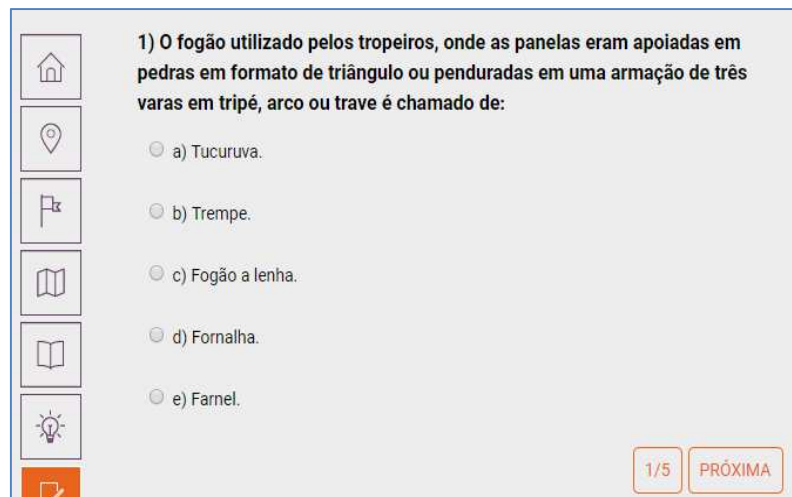 1) O fogão utilizado pelos tropeiros, onde as panelas eram apoiadas em
pedras em formato de triângulo ou penduradas em uma armação de três
varas em tripé, arco ou trave é chamado de:
a) Tucuruva.
b) Trempe.
c) Fogão a lenha.
d) Fornalha.
e) Farnel.
1/5 PRÓXIMA